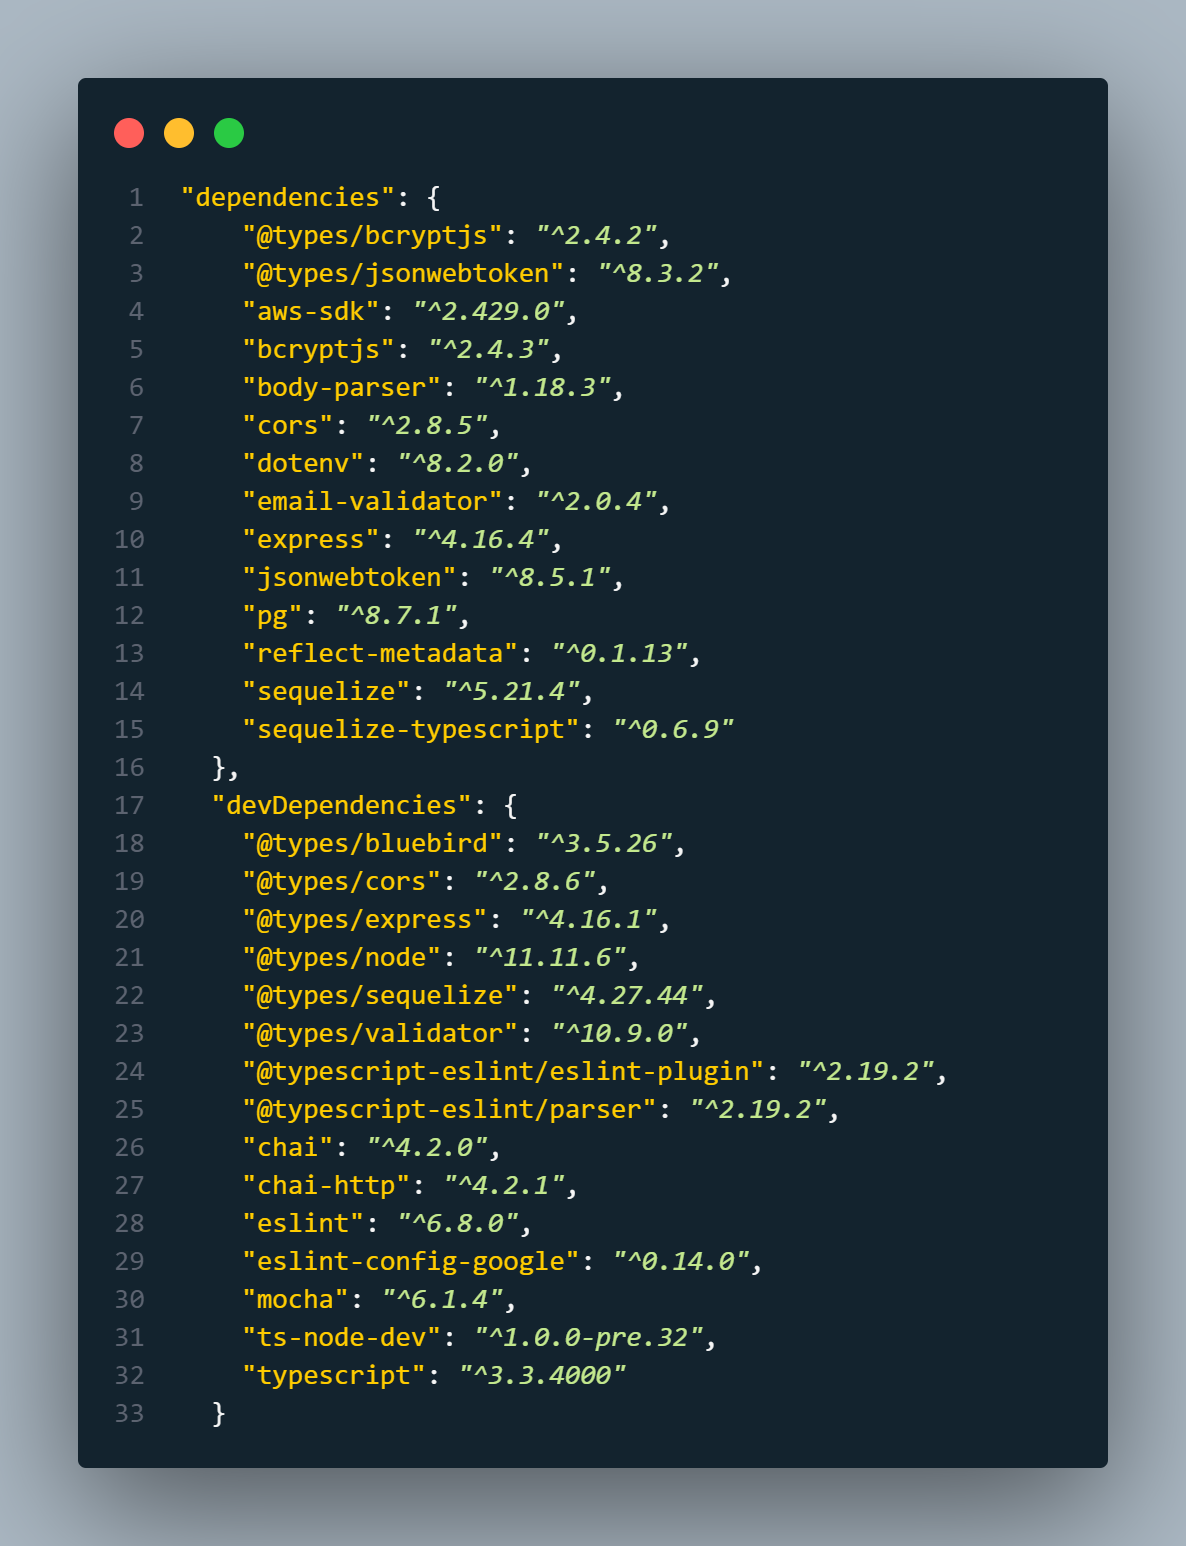 1 "dependencies": {
2 "@types/bcryptjs": "^2.4.2",
3 "@types/jsonwebtoken": "^8.3.2",
4 "aws-sdk": "^2.429.0",
5 "bcryptjs": "^2.4.3",
6 "body-parser": "^1.18.3",
7 "cors": "^2.8.5",
8 "dotenv": "^8.2.0",
9 "email-validator": "^2.0.4",
10 "express": "^4.16.4",
11 "jsonwebtoken": "^8.5.1",
12 "pg": "^8.7.1",
13 "reflect-metadata": "^0.1.13",
14 "sequelize": "^5.21.4",
15 "sequelize-typescript": "^0.6.9"
16 },
17 "devDependencies": {
18 "@types/bluebird": "^3.5.26",
19 "@types/cors": "^2.8.6",
20 "@types/express": "^4.16.1",
21 "@types/node": "^11.11.6",
22 "@types/sequelize": "^4.27.44",
23 "@types/validator": "^10.9.0",
24 "@typescript-eslint/eslint-plugin": "^2.19.2",
25 "@typescript-eslint/parser": "^2.19.2",
26 "chai": "^4.2.0",
27 "chai-http": "^4.2.1",
28 "eslint": "^6.8.0",
29 "eslint-config-google": "^0.14.0",
30 "mocha": "^6.1.4",
31 "ts-node-dev": "^1.0.0-pre.32",
32 "typescript": "^3.3.4000"
33 }